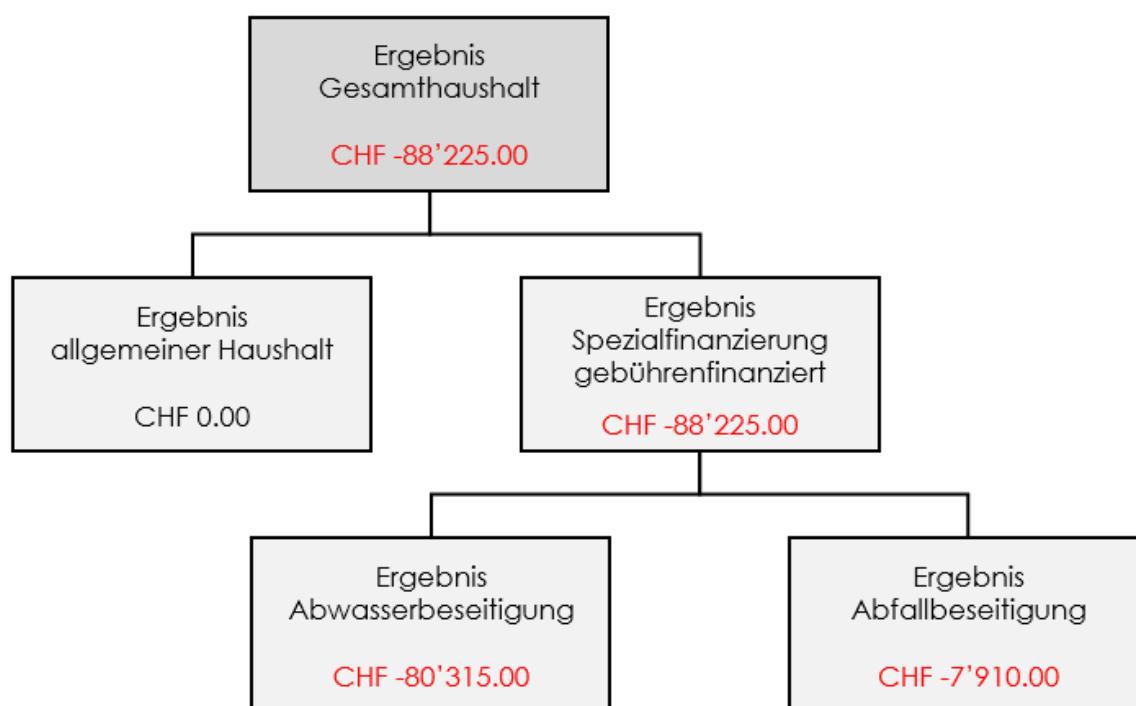 Ergebnis
Gesamthaushalt
CHF -88’225.00
Ergebnis
allgemeiner Haushalt
CHF 0.00
Ergebnis
Spezialfinanzierung
gebührenfinanziert
CHF -88’225.00
Ergebnis
Abwasserbeseitigung
CHF -80’315.00
Ergebnis
Abfallbeseitigung
CHF -7’910.00